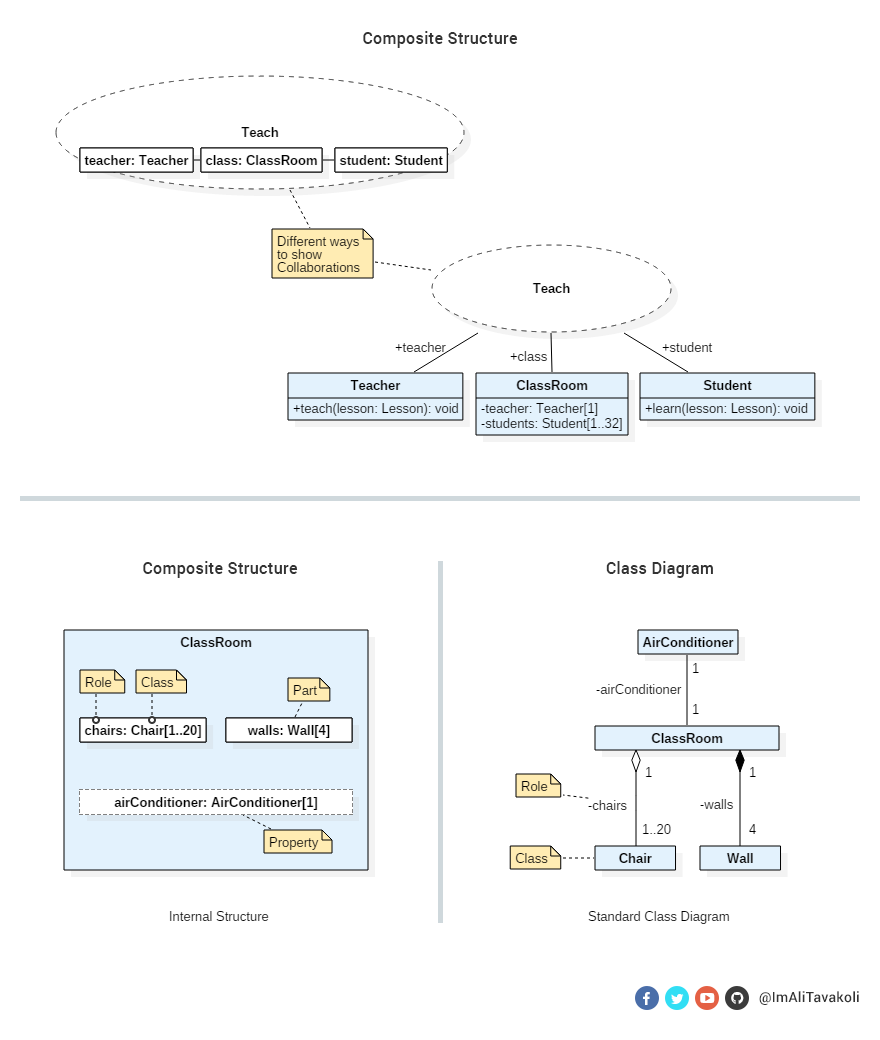 Composite Structure
Teach
teacher: Teacher
class: ClassRoom
student: Student
Different ways
to show
Collaborations
Teach
+teacher
+class
+student
Teacher
+teach(lesson: Lesson): void
ClassRoom
-teacher: Teacher[1]
-students: Student[1..32]
Student
+learn(lesson: Lesson): void
Composite Structure
ClassRoom
Role
Class
Part
chairs: Chair[1..20]
walls: Wall[4]
airConditioner: AirConditioner[1]
Property
Internal Structure
Class Diagram
AirConditioner
1
-airConditioner
1
ClassRoom
1
1
Role
-chairs
-walls
1..20
4
Class
Chair
Wall
Standard Class Diagram
@ImAliTavakoli